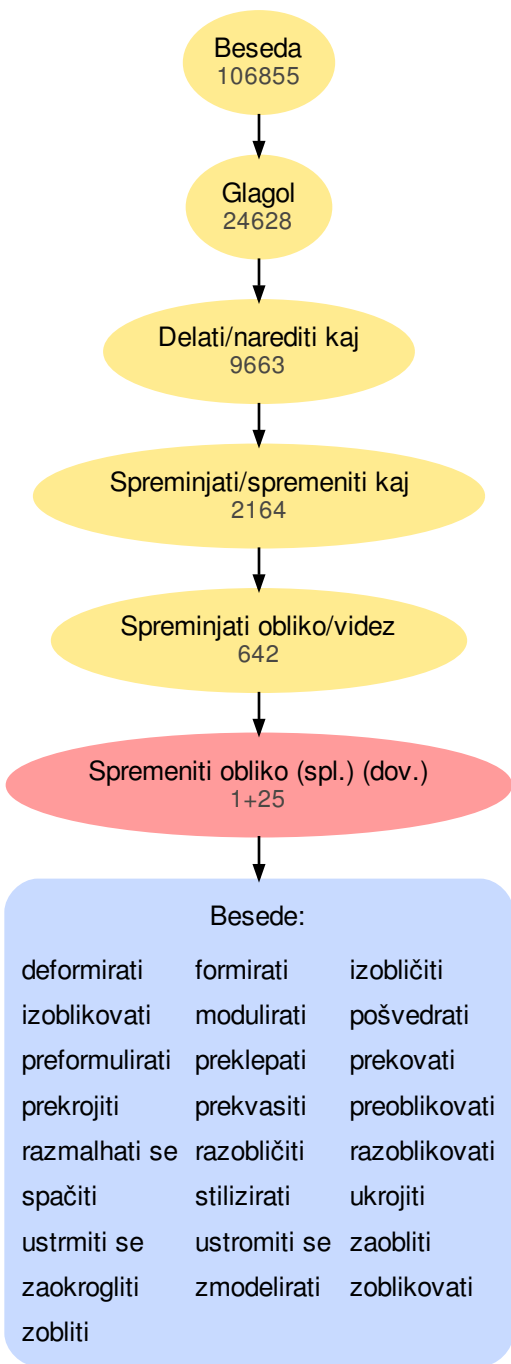 Beseda
106855
Glagol
24628
Delati/narediti kaj
9663
Spreminjati/spremeniti kaj
2164
Spreminjati obliko/videz
642
Spremeniti obliko (spl.) (dov.)
1+25
Besede:
deformirati formirati izobličiti
izoblikovati modulirati pošvedrati
preformulirati preklepati prekovati
prekrojiti prekvasiti preoblikovati
razmalhati se razobličiti razoblikovati
spačiti stilizirati ukrojiti
ustrmiti se ustromiti se zaobliti
zaokrogliti zmodelirati zoblikovati
zobliti